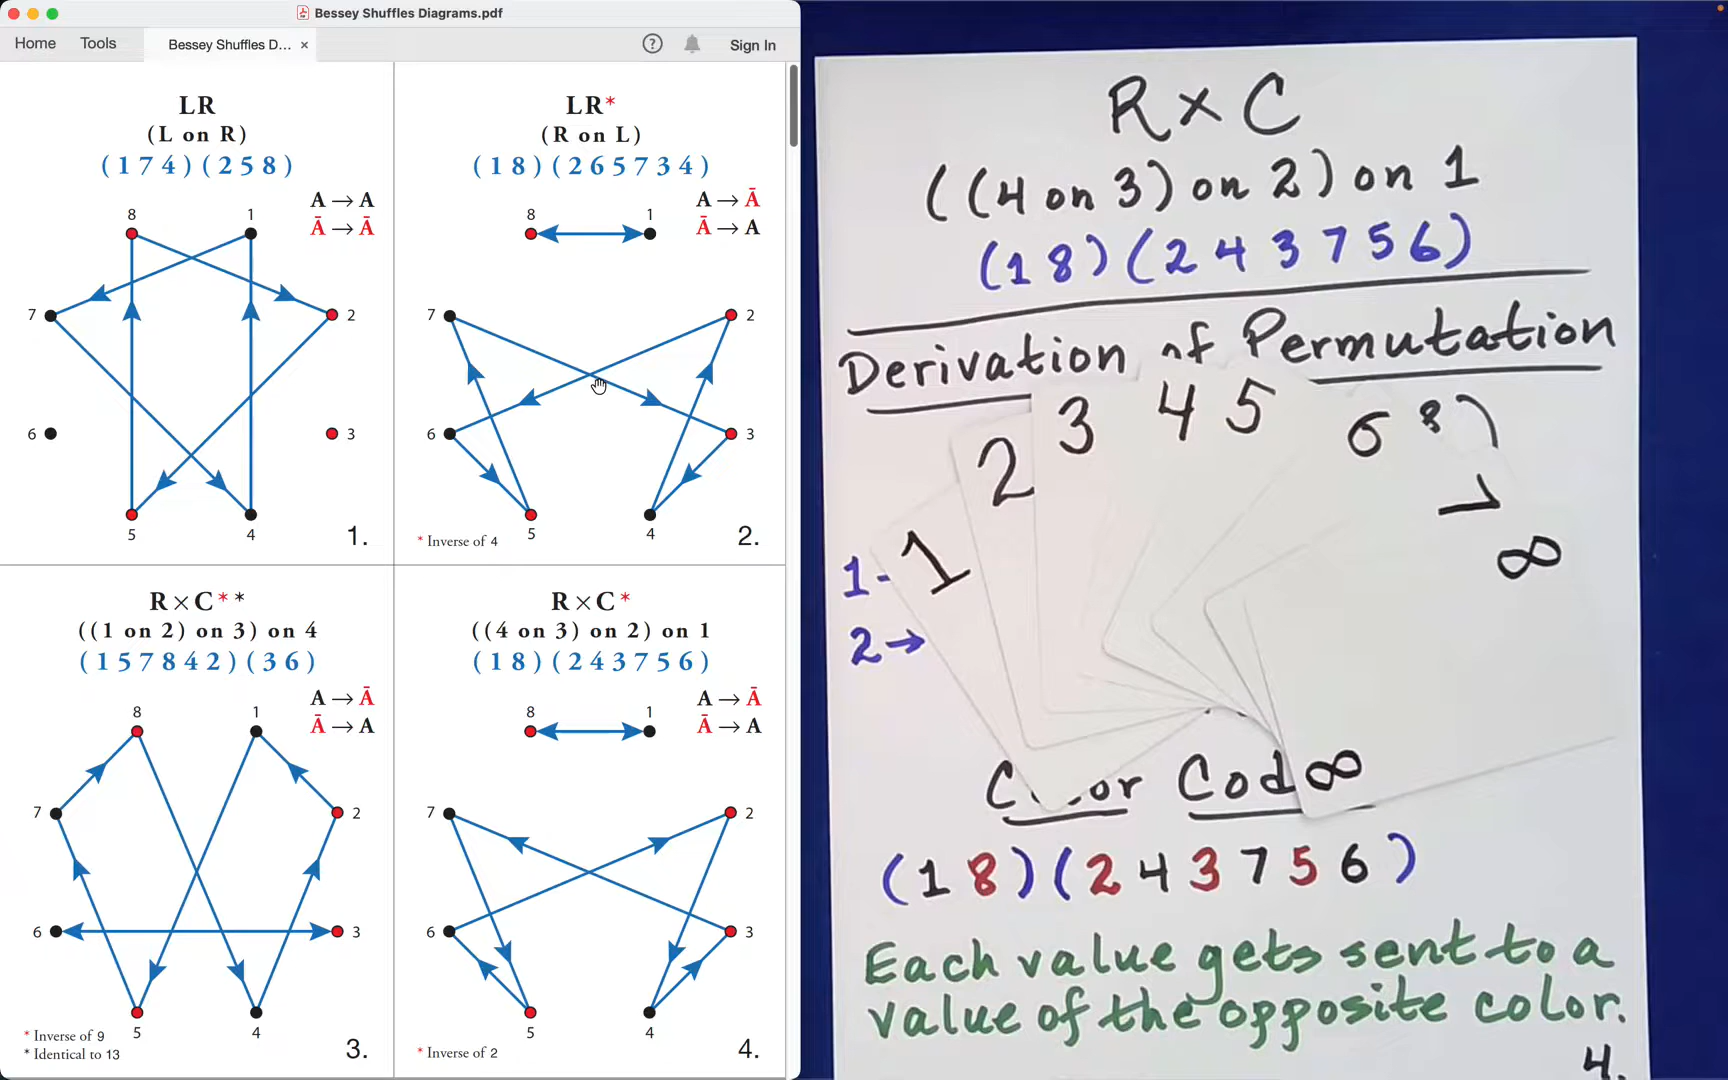 Bessey Shuffles Diagrams.pdf
Home Tools Bessey Shuffles D... × ? Sign In
LR
(L on R)
(174)(258)
A → A
Ā → Ā
8 1
7 2
6 3
5 4
1.
LR*
(R on L)
(18)(265734)
A → Ā
Ā → A
8 1
7 2
6 3
5 4
* Inverse of 4
2.
R×C**
((1 on 2) on 3) on 4
(157842)(36)
A → Ā
Ā → A
8 1
7 2
6 3
5 4
* Inverse of 9
* Identical to 13
3.
R×C*
((4 on 3) on 2) on 1
(18)(243756)
A → Ā
Ā → A
8 1
7 2
6 3
5 4
* Inverse of 2
4.
R×C
((4 on 3) on 2) on 1
(18)(243756)
Derivation of Permutation
1 2 3 4 5 6 8
∞
1-
2→
Color Cod∞
(18)(243756)
Each value gets sent to a
value of the opposite color.
4.